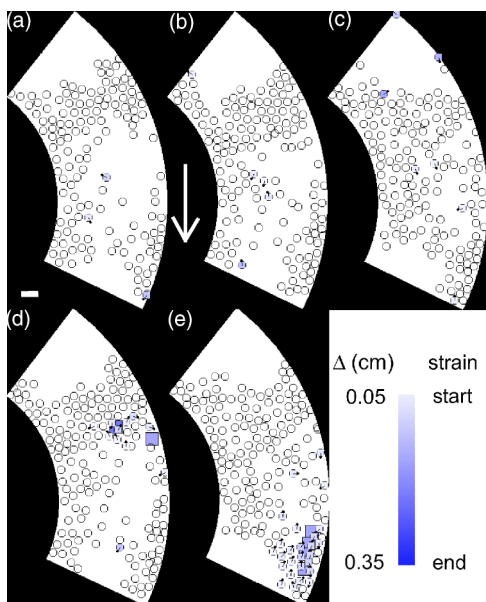 (a)
(b)
(c)
(d)
(e)
Δ (cm) strain
0.05 start
0.35 end